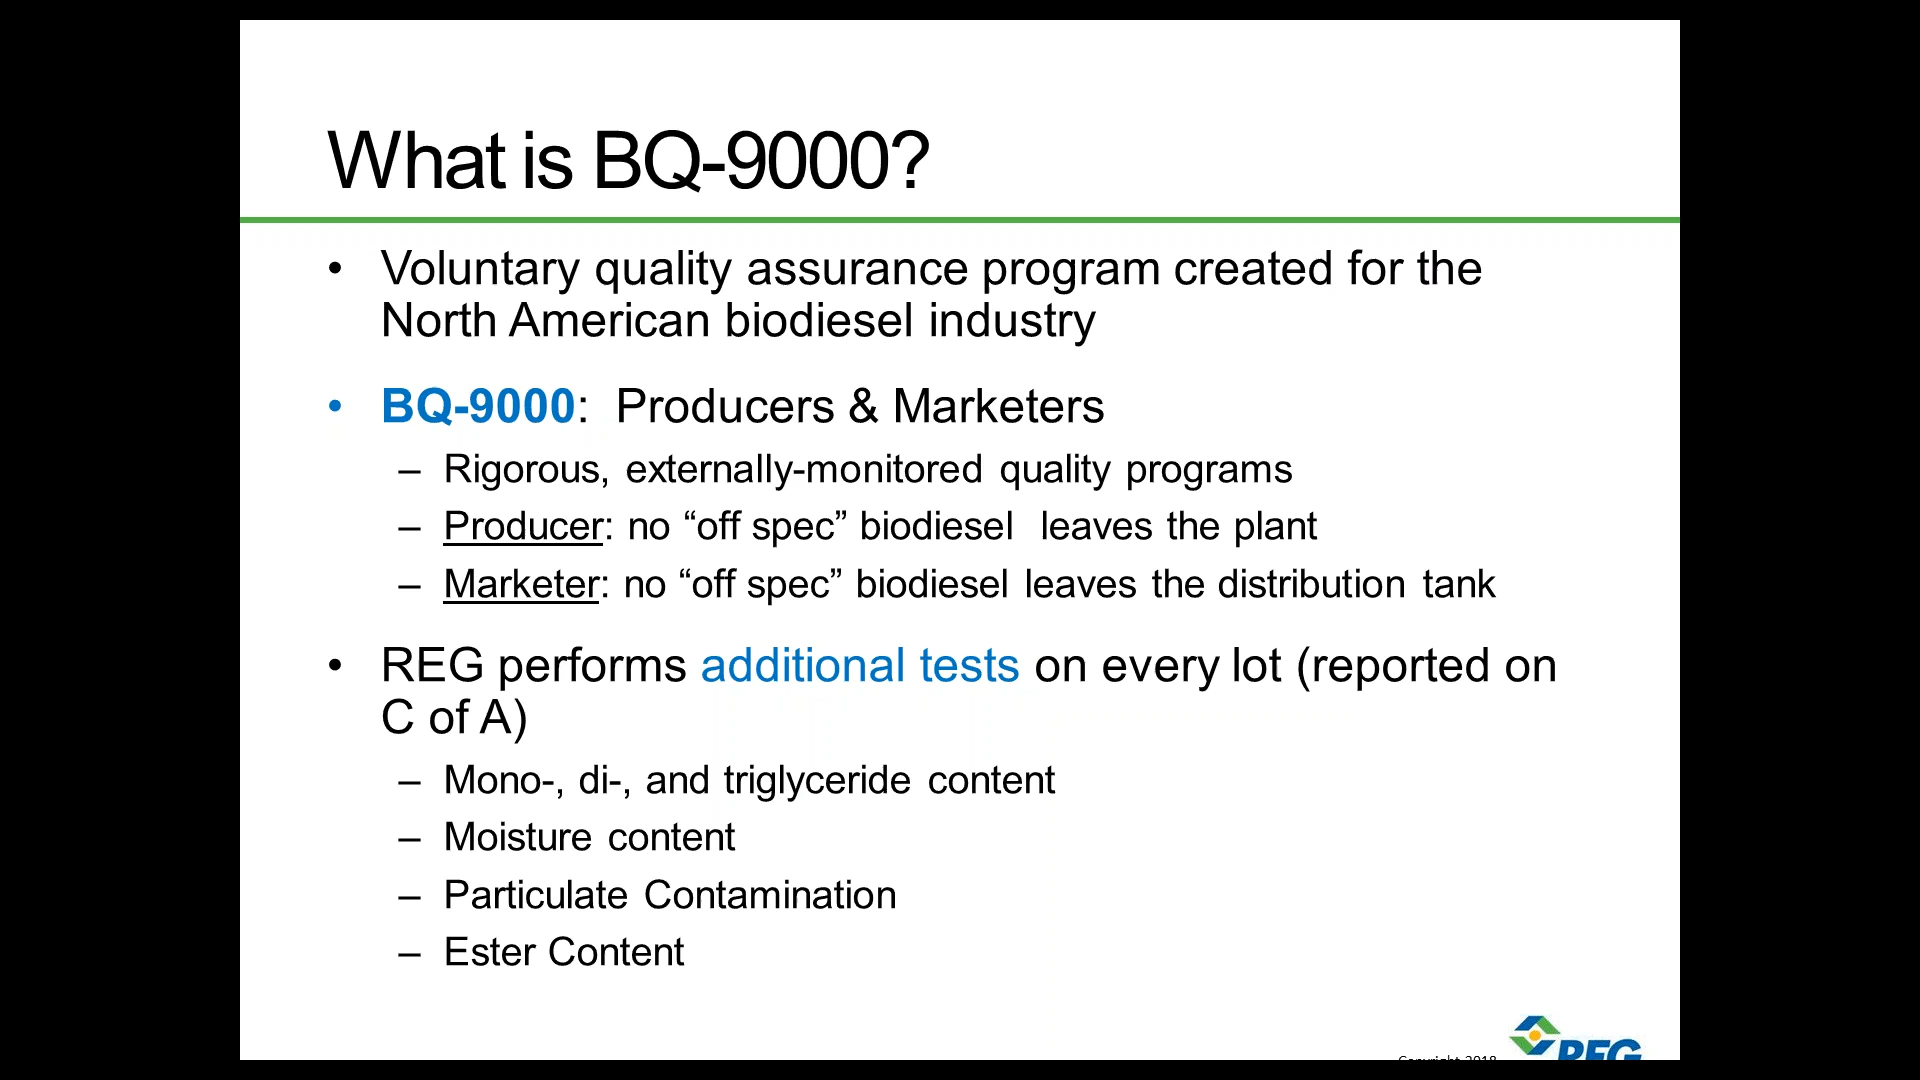 What is BQ-9000?
• Voluntary quality assurance program created for the
North American biodiesel industry
• BQ-9000: Producers & Marketers
– Rigorous, externally-monitored quality programs
– Producer: no “off spec” biodiesel leaves the plant
– Marketer: no “off spec” biodiesel leaves the distribution tank
• REG performs additional tests on every lot (reported on
C of A)
– Mono-, di-, and triglyceride content
– Moisture content
– Particulate Contamination
– Ester Content
Copyright 2018
REG